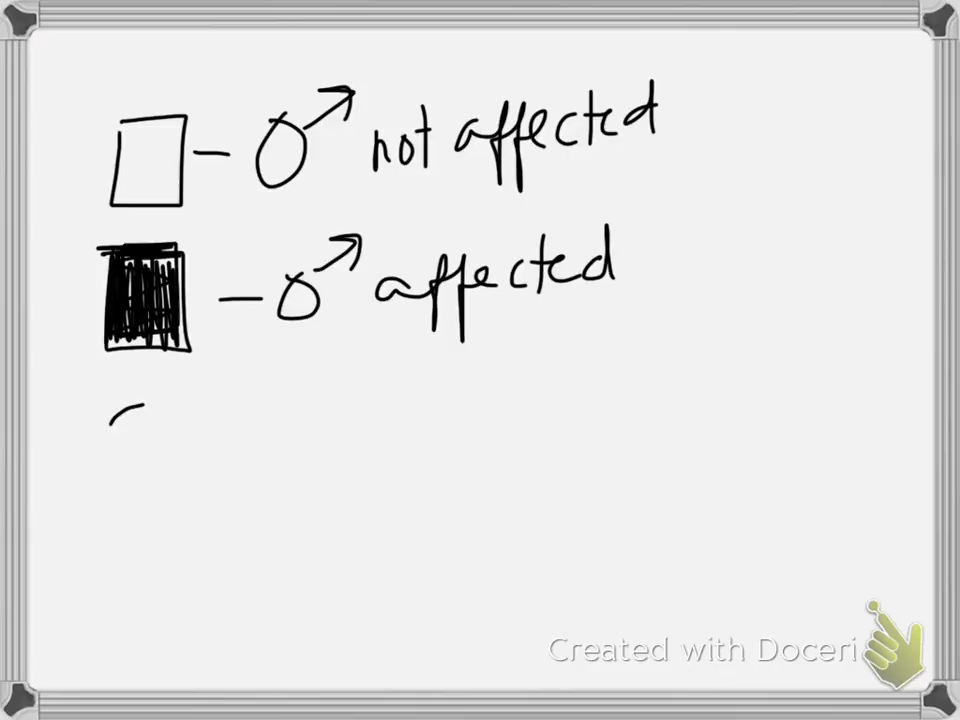 - ♂ not affected
- ♂ affected
Created with Doceri